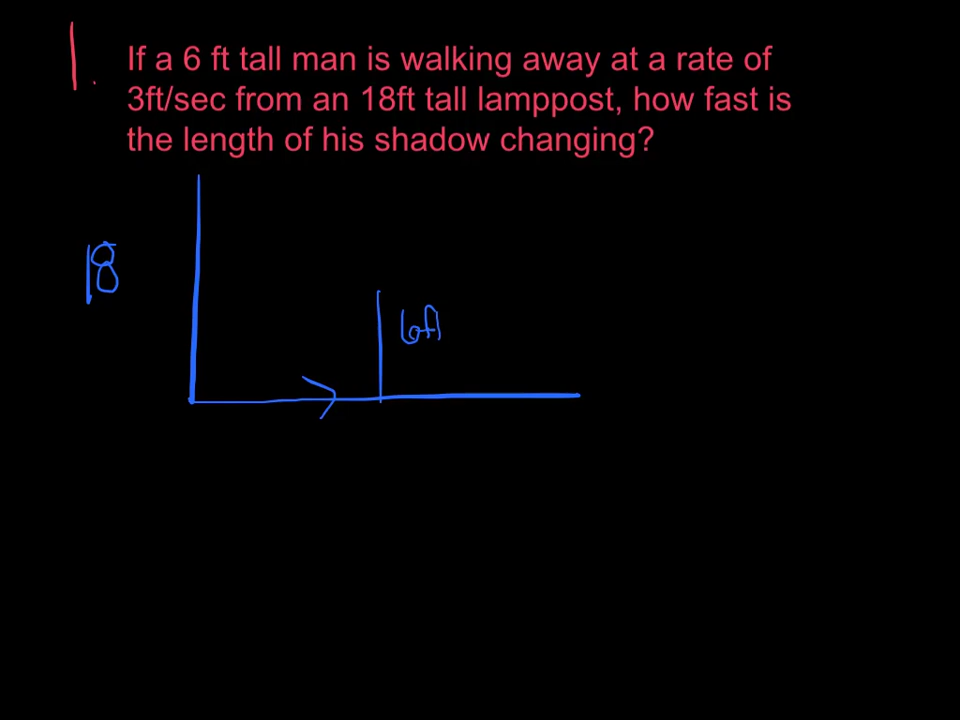 1.
If a 6 ft tall man is walking away at a rate of
3ft/sec from an 18ft tall lamppost, how fast is
the length of his shadow changing?
18
6ft